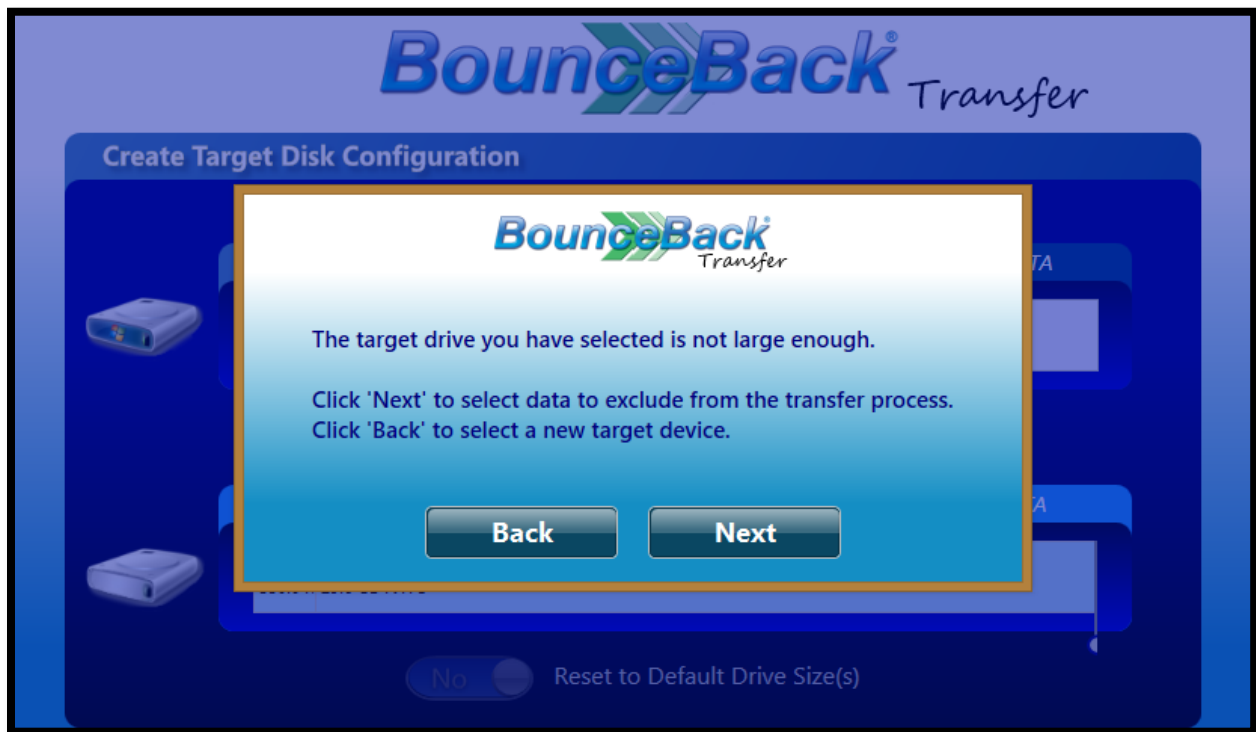 BounceBack® Transfer
Create Target Disk Configuration
TA
BounceBack Transfer
The target drive you have selected is not large enough.
Click 'Next' to select data to exclude from the transfer process.
Click 'Back' to select a new target device.
TA
Back
Next
No
Reset to Default Drive Size(s)